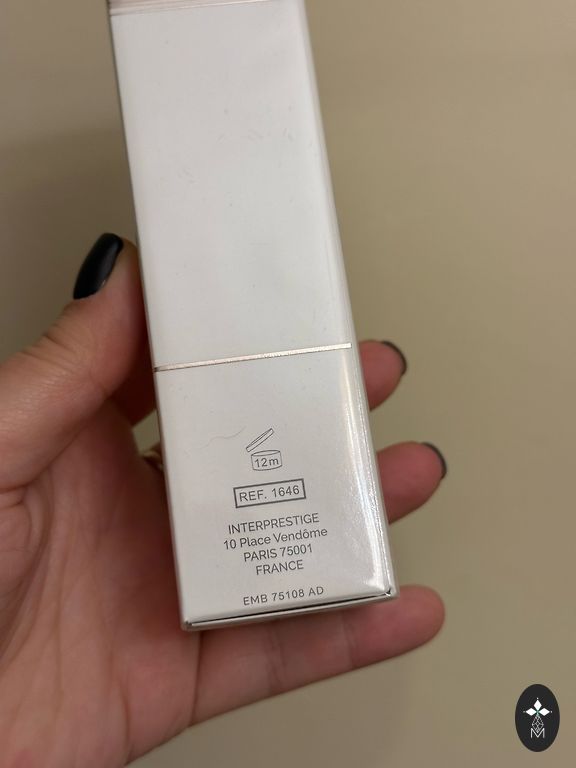 12m
REF. 1646
INTERPRESTIGE
10 Place Vendôme
PARIS 75001
FRANCE
EMB 75108 AD
M